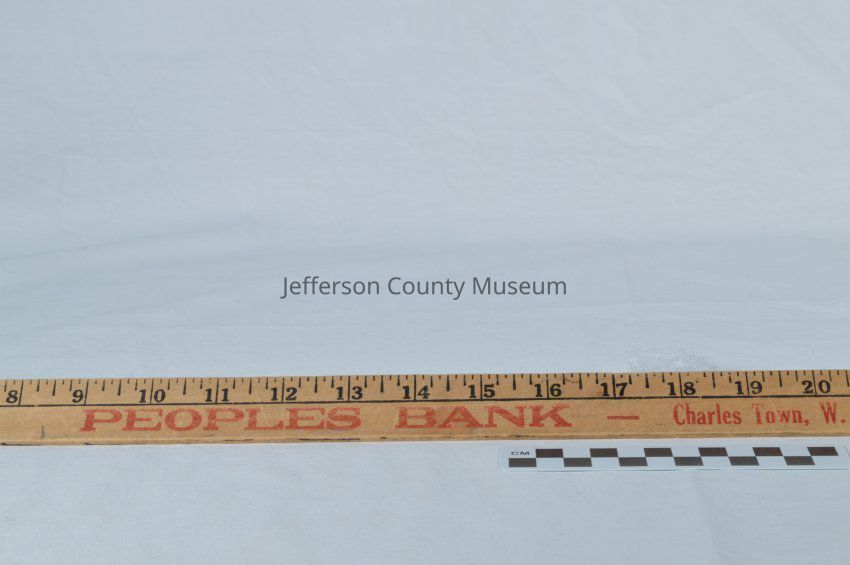 Jefferson County Museum
8 9 10 11 12 13 14 15 16 17 18 19 20
PEOPLES BANK — Charles Town, W.
CM